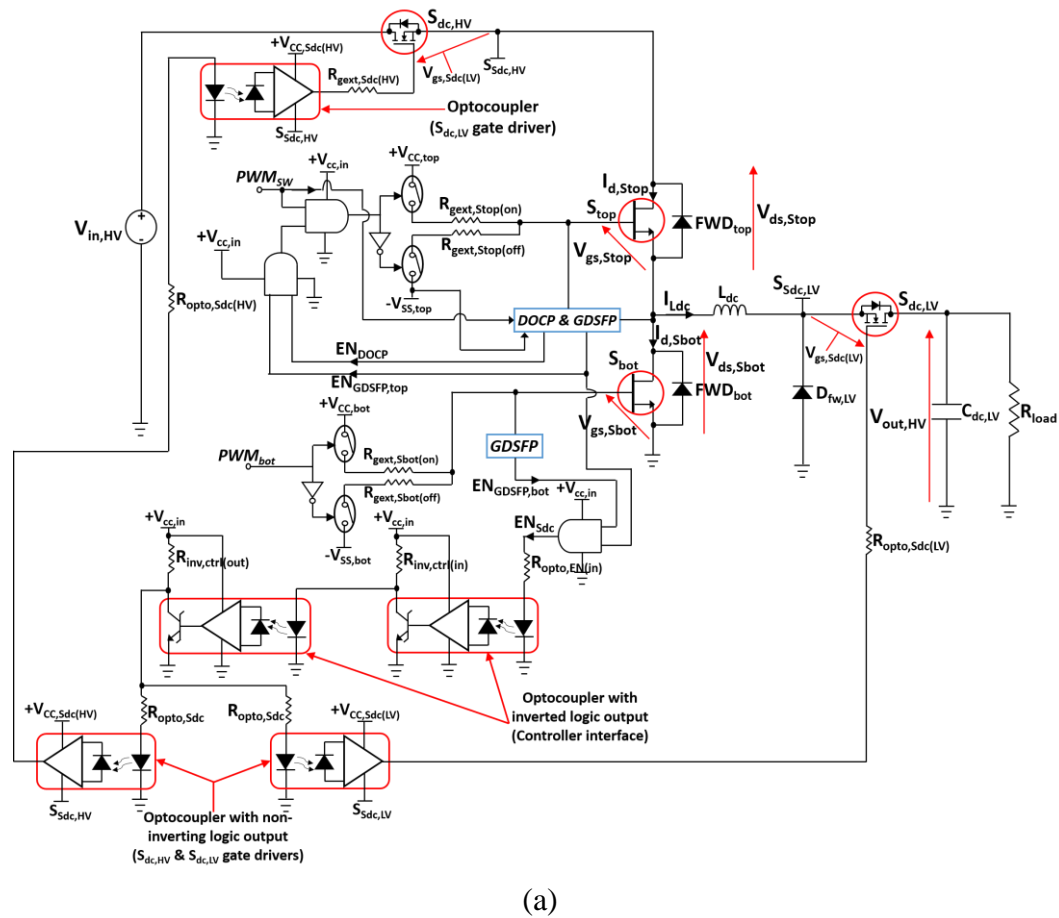 S_dc,HV
+V_CC,Sdc(HV)
R_gext,Sdc(HV)
V_gs,Sdc(LV)
S_Sdc,HV
Optocoupler
(S_dc,LV gate driver)
S_Sdc,HV
+V_cc,in
+V_CC,top
PWM_SW
I_d,Stop
R_gext,Stop(on)
S_top
FWD_top
V_ds,Stop
V_in,HV
+V_cc,in
R_gext,Stop(off)
V_gs,Stop
R_opto,Sdc(HV)
-V_SS,top
DOCP & GDSFP
I_Ldc
L_dc
S_Sdc,LV
S_dc,LV
EN_DOCP
I_d,Sbot
EN_GDSFP,top
S_bot
V_ds,Sbot
V_gs,Sdc(LV)
+V_CC,bot
FWD_bot
D_fw,LV
V_out,HV
C_dc,LV
R_load
V_gs,Sbot
PWM_bot
R_gext,Sbot(on)
GDSFP
R_gext,Sbot(off)
EN_GDSFP,bot
+V_cc,in
+V_cc,in
+V_cc,in
EN_Sdc
-V_SS,bot
R_inv,ctrl(out)
R_inv,ctrl(in)
R_opto,EN(in)
R_opto,Sdc(LV)
Optocoupler with
inverted logic output
(Controller interface)
+V_CC,Sdc(HV)
R_opto,Sdc
R_opto,Sdc
+V_CC,Sdc(LV)
S_Sdc,HV
S_Sdc,LV
Optocoupler with non-
inverting logic output
(S_dc,HV & S_dc,LV gate drivers)
(a)